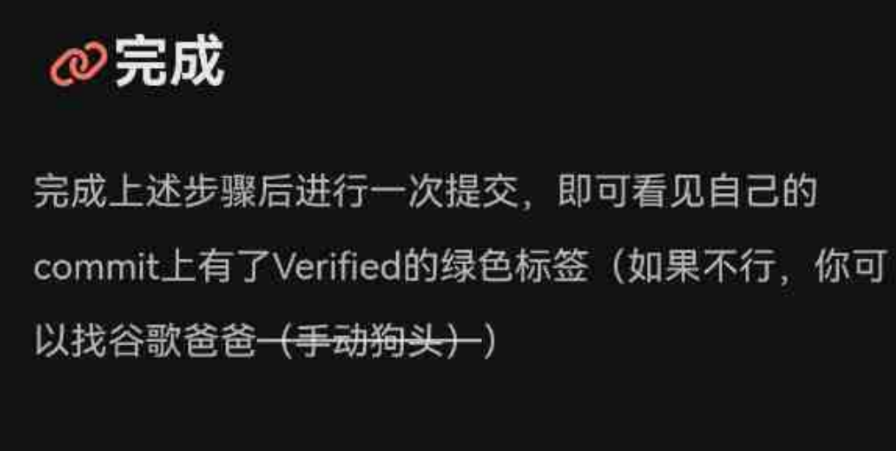 完成
完成上述步骤后进行一次提交，即可看见自己的
commit上有了Verified的绿色标签（如果不行，你可
以找谷歌爸爸（手动狗头））